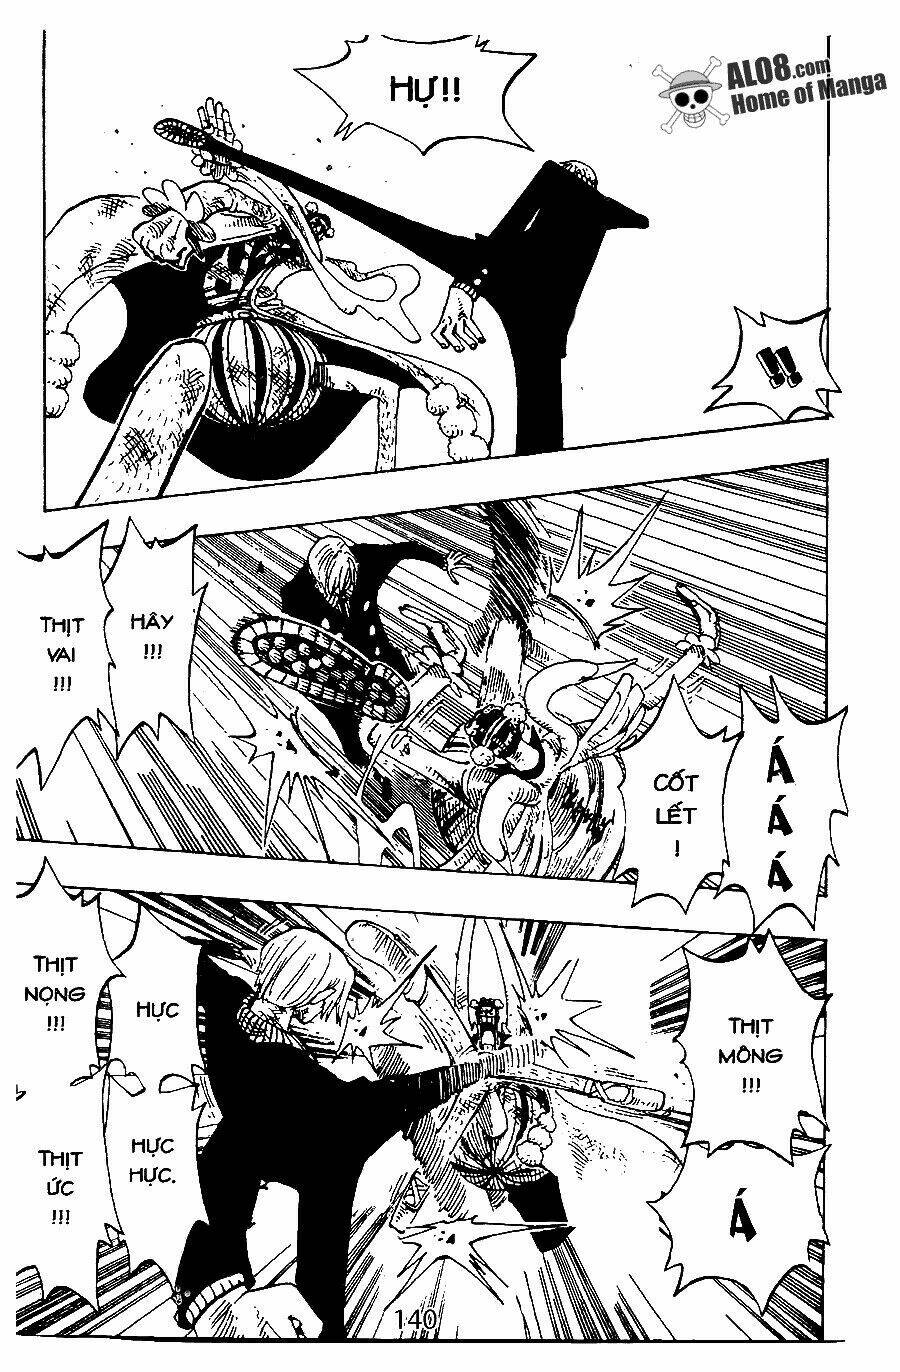 HỰ!!
ALO8.com
Home of Manga
!!
THỊT
VAI
!!!
HÂY
!!!
CỐT
LẾT
!
Á
Á
Á
THỊT
NỌNG
!!!
HỰC
THỊT
MÔNG
!!!
THỊT
ỨC
!!!
HỰC
HỰC.
Á
140